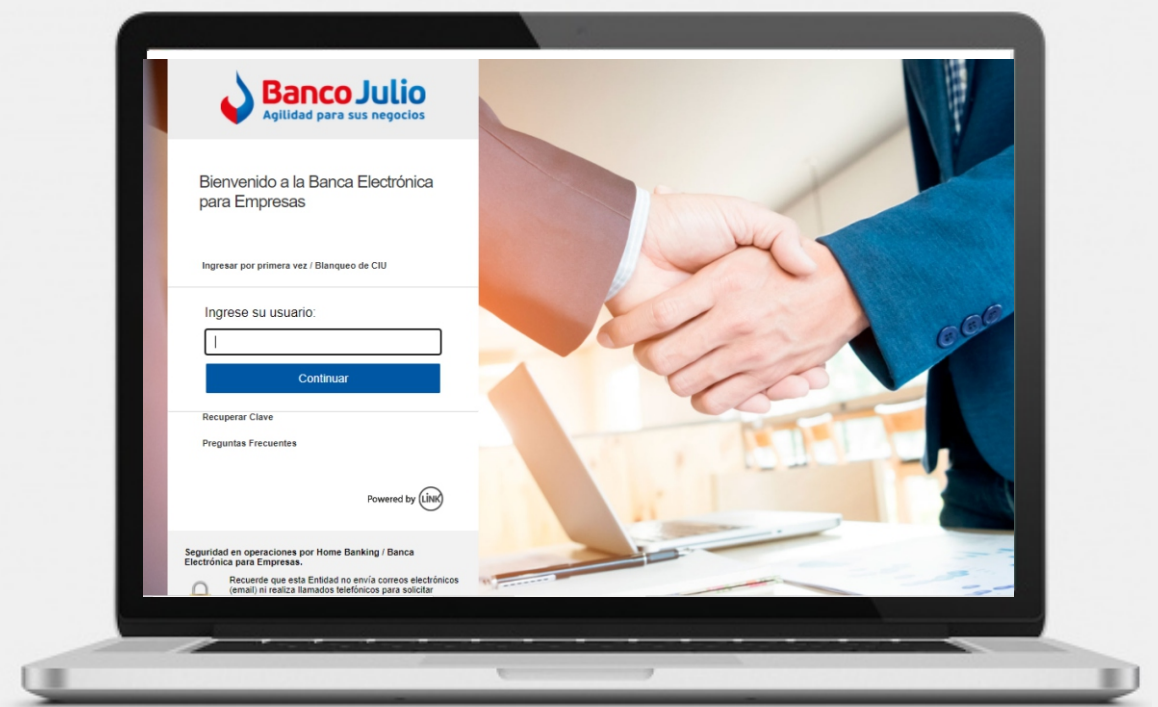 Banco Julio
Agilidad para sus negocios
Bienvenido a la Banca Electrónica
para Empresas
Ingresar por primera vez / Blanqueo de CIU
Ingrese su usuario:
Continuar
Recuperar Clave
Preguntas Frecuentes
Powered by LINK
Seguridad en operaciones por Home Banking / Banca
Electrónica para Empresas.
Recuerde que esta Entidad no envía correos electrónicos
(email) ni realiza llamados telefónicos para solicitar